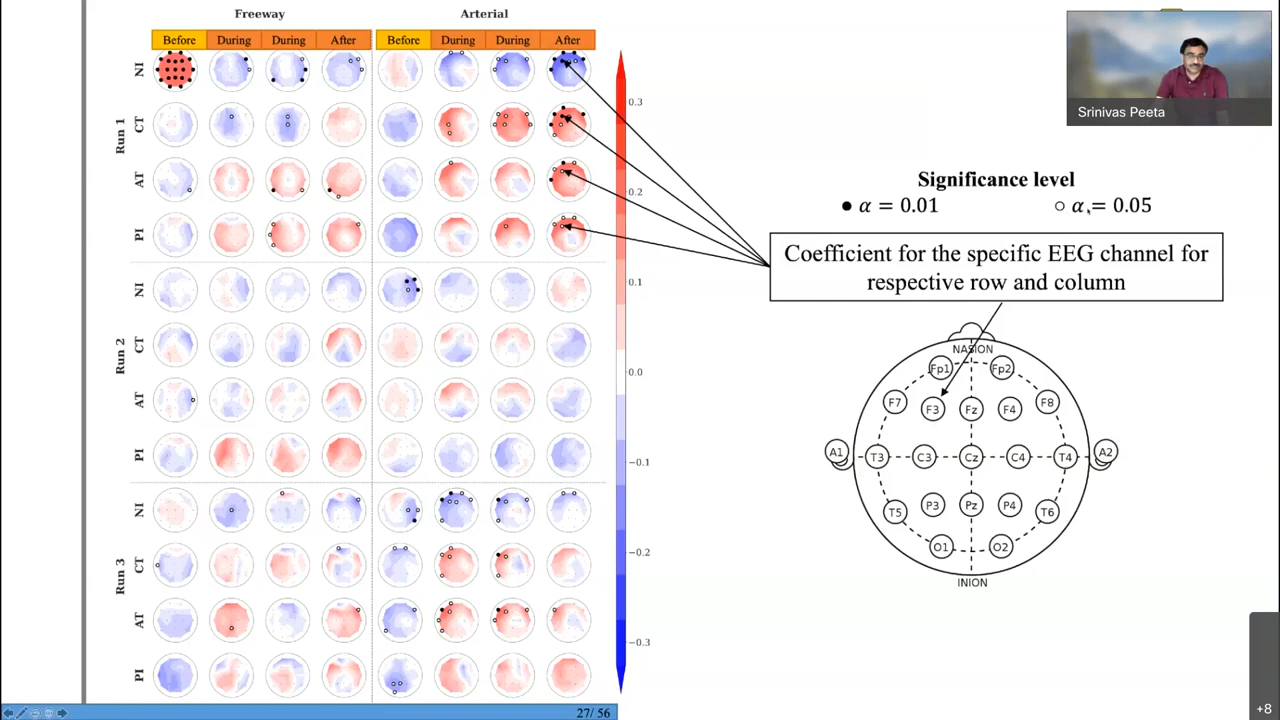 Freeway
Arterial
Before During During After Before During During After
Run 1
NI
CT
AT
PI
Run 2
NI
CT
AT
PI
Run 3
NI
CT
AT
PI
0.3
0.2
0.1
0.0
−0.1
−0.2
−0.3
Srinivas Peeta
Significance level
● α = 0.01
○ α = 0.05
Coefficient for the specific EEG channel for
respective row and column
NASION
Fp1 Fp2
F7 F3 Fz F4 F8
A1 T3 C3 Cz C4 T4 A2
T5 P3 Pz P4 T6
O1 O2
INION
27/ 56
+8